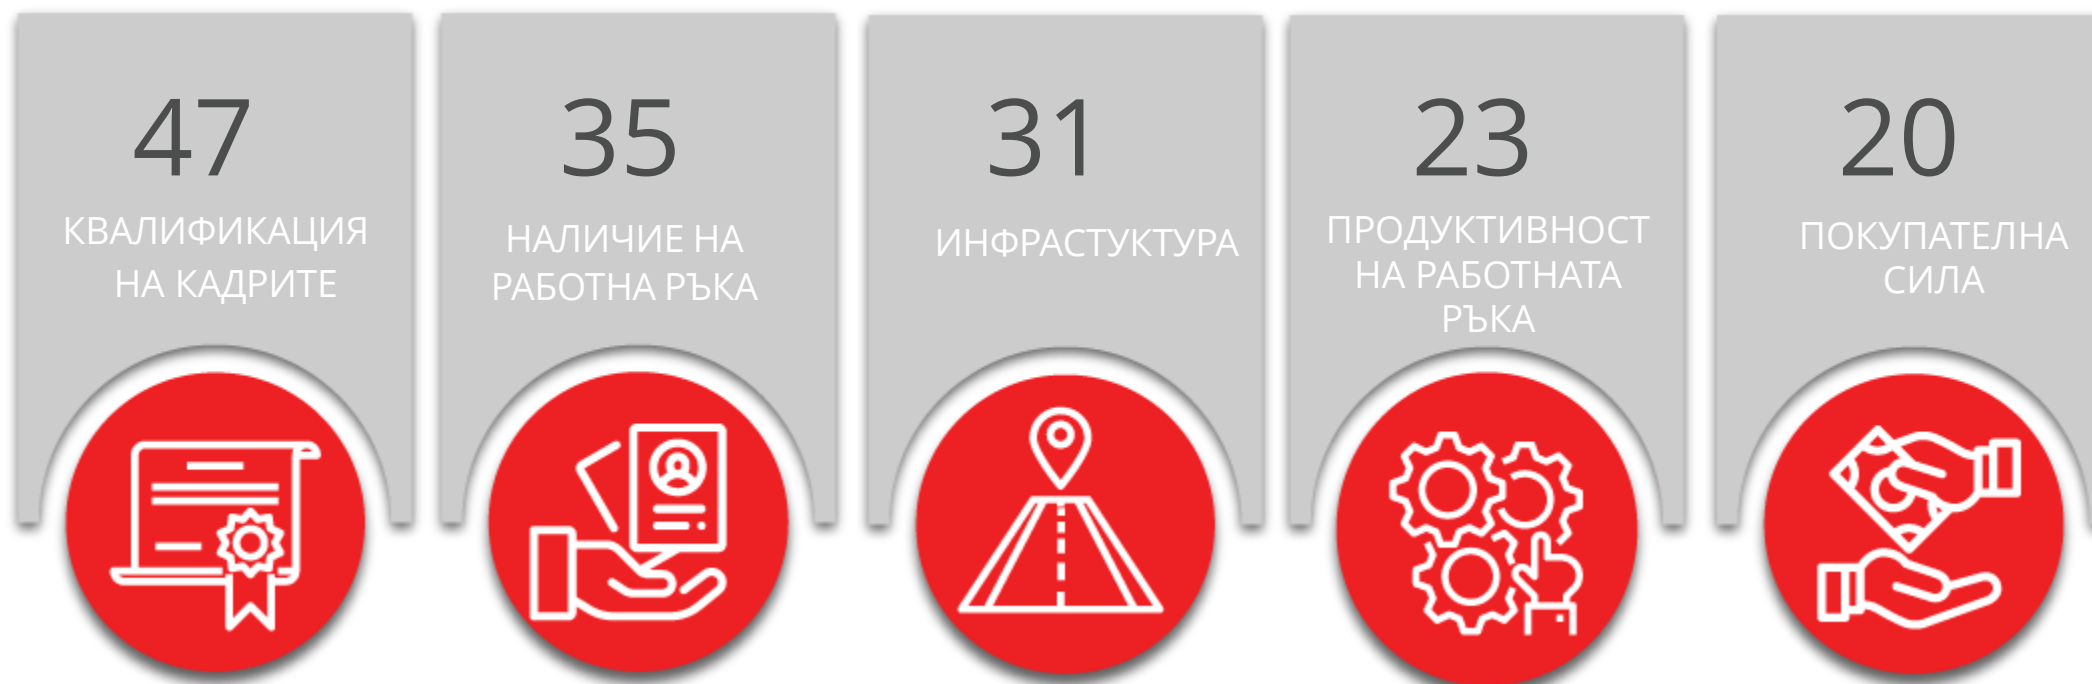 47
КВАЛИФИКАЦИЯ
НА КАДРИТЕ
35
НАЛИЧИЕ НА
РАБОТНА РЪКА
31
ИНФРАСТУКТУРА
23
ПРОДУКТИВНОСТ
НА РАБОТНАТА
РЪКА
20
ПОКУПАТЕЛНА
СИЛА